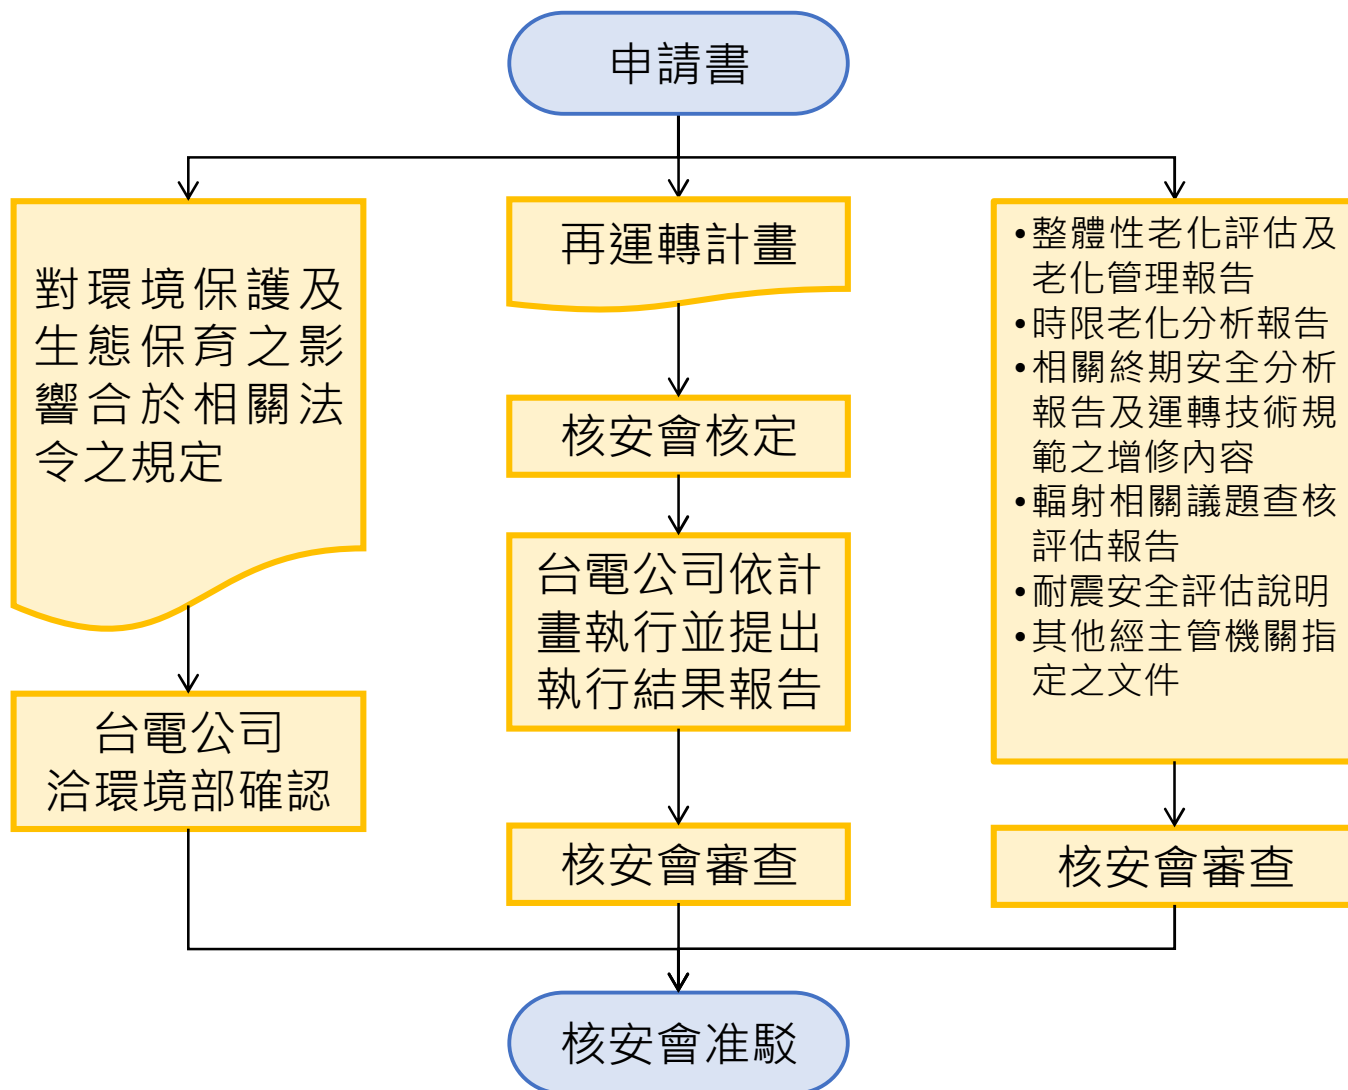 申請書
對環境保護及
生態保育之影
響合於相關法
令之規定
台電公司
洽環境部確認
再運轉計畫
核安會核定
台電公司依計
畫執行並提出
執行結果報告
核安會審查
•整體性老化評估及
老化管理報告
•時限老化分析報告
•相關終期安全分析
報告及運轉技術規
範之增修內容
•輻射相關議題查核
評估報告
•耐震安全評估說明
•其他經主管機關指
定之文件
核安會審查
核安會准駁